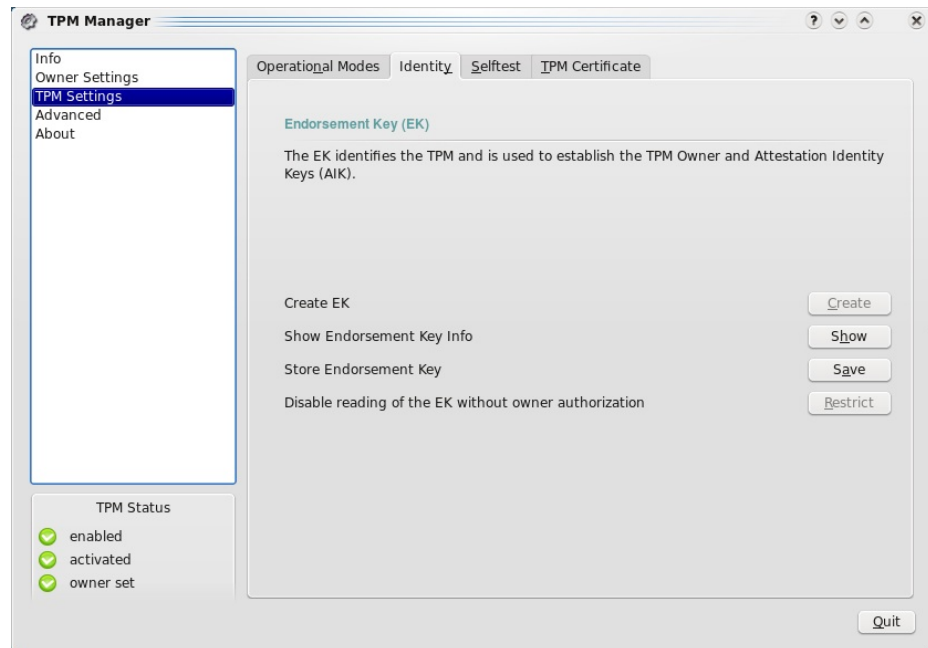 TPM Manager
?
Info
Owner Settings
TPM Settings
Advanced
About
Operational Modes
Identity
Selftest
TPM Certificate
Endorsement Key (EK)
The EK identifies the TPM and is used to establish the TPM Owner and Attestation Identity
Keys (AIK).
Create EK
Create
Show Endorsement Key Info
Show
Store Endorsement Key
Save
Disable reading of the EK without owner authorization
Restrict
TPM Status
enabled
activated
owner set
Quit